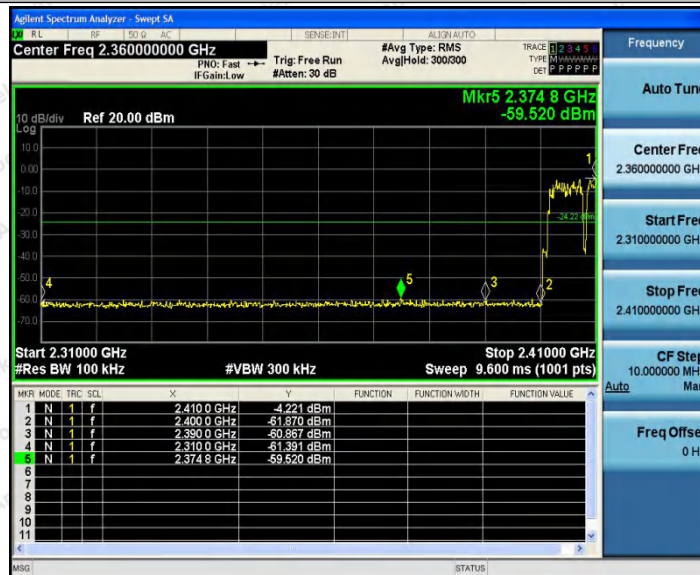 Agilent Spectrum Analyzer - Swept SA
RL RF 50 Ω AC SENSE:INT ALIGN AUTO
Center Freq 2.360000000 GHz
PNO: Fast
IFGain:Low
Trig: Free Run
#Atten: 30 dB
#Avg Type: RMS
Avg|Hold: 300/300
TRACE 1 2 3 4 5 6
TYPE M
DET P P P P P P
Mkr5 2.374 8 GHz
-59.520 dBm
10 dB/div Ref 20.00 dBm
Log
10.0
0.00
-10.0
-20.0
-30.0
-40.0
-50.0
-60.0
-70.0
1
-24.22 dBm
4
5
3
2
Start 2.31000 GHz Stop 2.41000 GHz
#Res BW 100 kHz #VBW 300 kHz Sweep 9.600 ms (1001 pts)
MKR MODE TRC SCL X Y FUNCTION FUNCTION WIDTH FUNCTION VALUE
1 N 1 f 2.410 0 GHz -4.221 dBm
2 N 1 f 2.400 0 GHz -61.870 dBm
3 N 1 f 2.390 0 GHz -60.867 dBm
4 N 1 f 2.310 0 GHz -61.391 dBm
5 N 1 f 2.374 8 GHz -59.520 dBm
6
7
8
9
10
11
MSG STATUS
Frequency
Auto Tun
Center Fre
2.360000000 GH
Start Fre
2.310000000 GH
Stop Fre
2.410000000 GH
CF Step
10.000000 MH
Auto Ma
Freq Offse
0 H